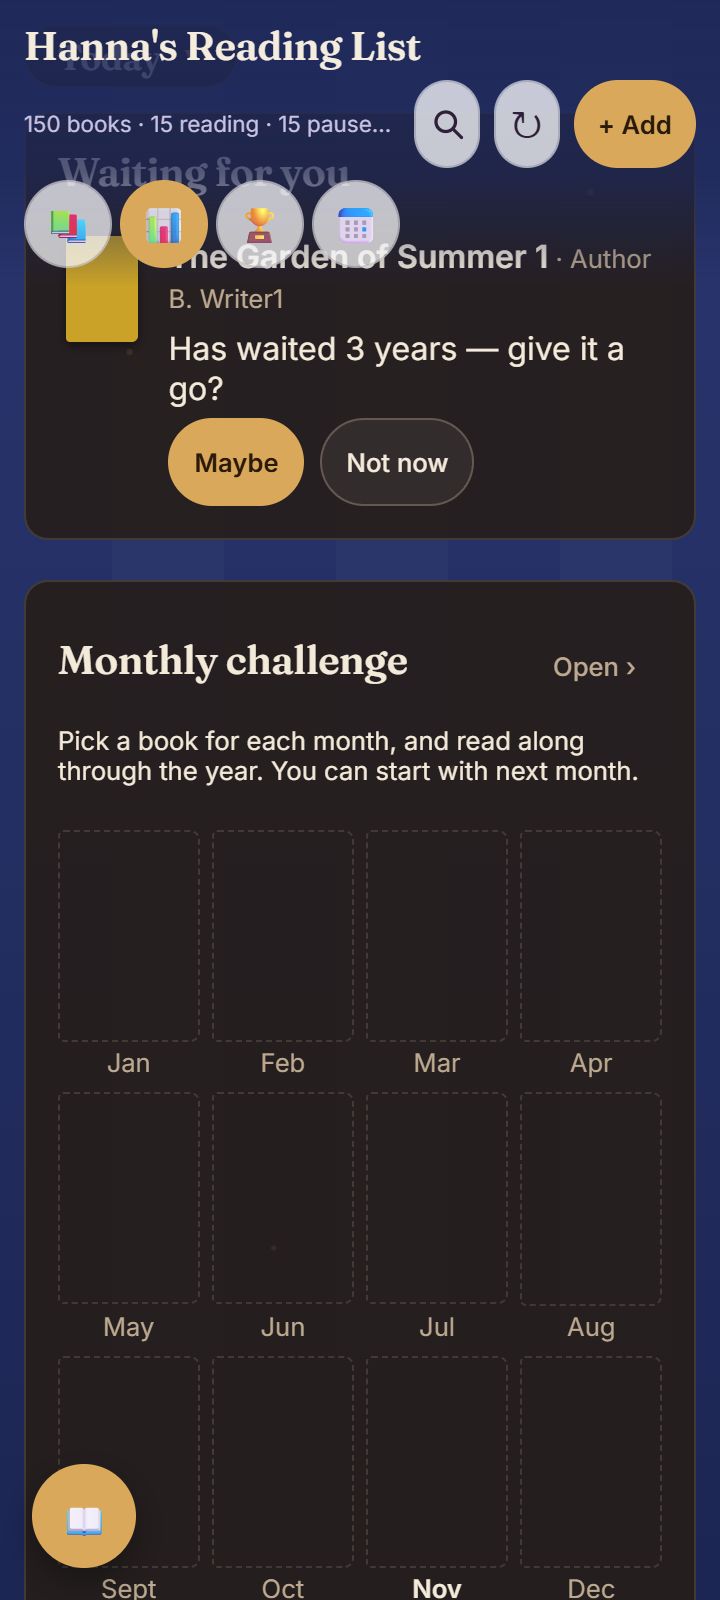 Hanna's Reading List
Today
150 books · 15 reading · 15 pause...
+ Add
Waiting for you
The Garden of Summer 1 · Author
B. Writer1
Has waited 3 years — give it a
go?
Maybe
Not now
Monthly challenge
Open ›
Pick a book for each month, and read along
through the year. You can start with next month.
Jan Feb Mar Apr
May Jun Jul Aug
Sept Oct Nov Dec